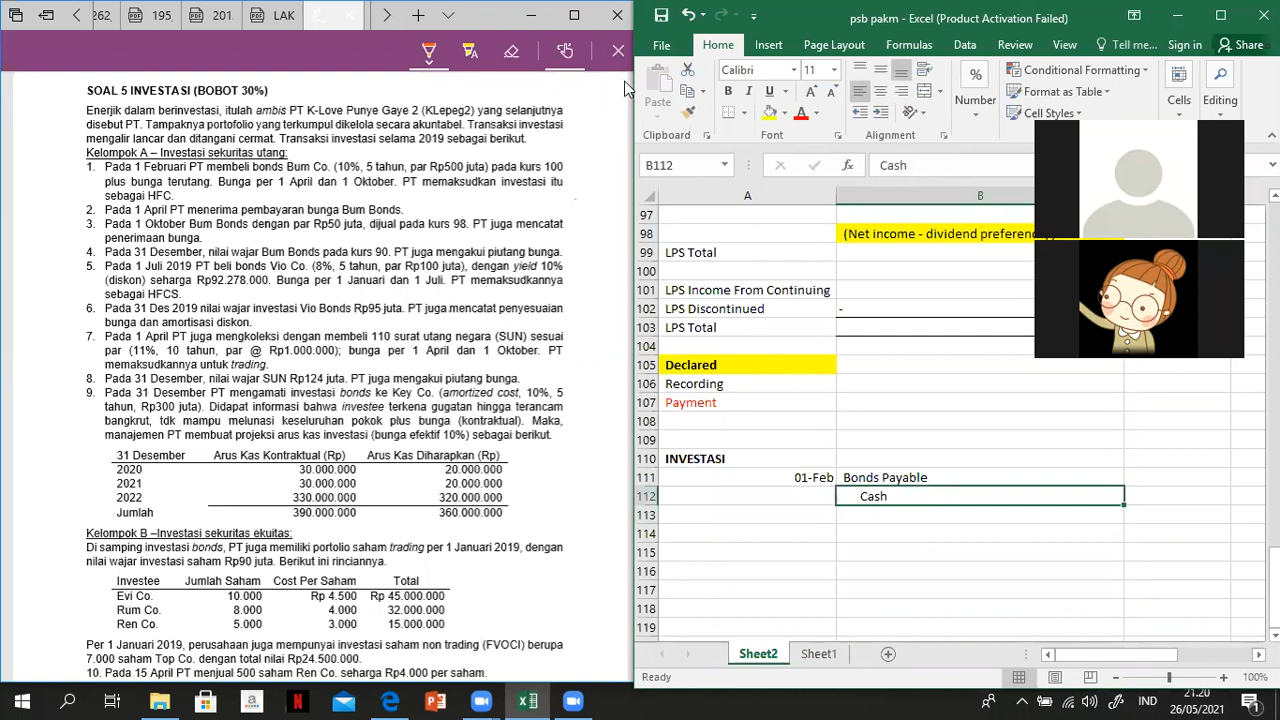 262,
195,
201.
LAK
SOAL 5 INVESTASI (BOBOT 30%)
Enerjik dalam investasi, itulah ambis PT K-Love Punye Gaye 2 (KLepeg2) yang selanjutnya
disebut PT. Tampaknya portofolio yang terkumpul dikelola secara akuntabel. Transaksi investasi
mengalir lancar dan ditangani cermat. Transaksi investasi selama 2019 sebagai berikut.
Kelompok A – Investasi sekuritas utang:
1. Pada 1 Februari PT membeli bonds Bum Co. (10%, 5 tahun, par Rp500 juta) pada kurs 100
plus bunga terutang. Bunga per 1 April dan 1 Oktober. PT memaksudkan investasi itu
sebagai HFC.
2. Pada 1 April PT menerima pembayaran bunga Bum Bonds.
3. Pada 1 Oktober Bum Bonds dengan par Rp50 juta, dijual pada kurs 98. PT juga mencatat
penerimaan bunga.
4. Pada 31 Desember, nilai wajar Bum Bonds pada kurs 90. PT juga mengakui piutang bunga.
5. Pada 1 Juli 2019 PT beli bonds Vio Co. (8%, 5 tahun, par Rp100 juta), dengan yield 10%
(diskon) seharga Rp92.278.000. Bunga per 1 Januari dan 1 Juli. PT memaksudkannya
sebagai HFCS.
6. Pada 31 Des 2019 nilai wajar investasi Vio Bonds Rp95 juta. PT juga mencatat penyesuaian
bunga dan amortisasi diskon.
7. Pada 1 April PT juga mengkoleksi dengan membeli 110 surat utang negara (SUN) sesuai
par (11%, 10 tahun, par @ Rp1.000.000); bunga per 1 April dan 1 Oktober. PT
memaksudkannya untuk trading.
8. Pada 31 Desember, nilai wajar SUN Rp124 juta. PT juga mengakui piutang bunga.
9. Pada 31 Desember PT mengamati investasi bonds ke Key Co. (amortized cost, 10%, 5
tahun, Rp300 juta). Didapat informasi bahwa investee terkena gugatan hingga terancam
bangkrut, tdk mampu melunasi keseluruhan pokok plus bunga (kontraktual). Maka,
manajemen PT membuat projeksi arus kas investasi (bunga efektif 10%) sebagai berikut.
31 Desember Arus Kas Kontraktual (Rp) Arus Kas Diharapkan (Rp)
2020 30.000.000 20.000.000
2021 30.000.000 20.000.000
2022 330.000.000 320.000.000
Jumlah 390.000.000 360.000.000
Kelompok B –Investasi sekuritas ekuitas:
Di samping investasi bonds, PT juga memiliki portolio saham trading per 1 Januari 2019, dengan
nilai wajar investasi saham Rp90 juta. Berikut ini rinciannya.
Investee Jumlah Saham Cost Per Saham Total
Evi Co. 10.000 Rp 4.500 Rp 45.000.000
Rum Co. 8.000 4.000 32.000.000
Ren Co. 5.000 3.000 15.000.000
Per 1 Januari 2019, perusahaan juga mempunyai investasi saham non trading (FVOCI) berupa
7.000 saham Top Co. dengan total nilai Rp24.500.000.
10. Pada 15 April PT menjual 500 saham Ren Co. seharga Rp4.000 per saham.
psb pakm - Excel (Product Activation Failed)
File Home Insert Page Layout Formulas Data Review View Tell me... Sign in Share
Paste
Calibri 11
B I U
A A
%
Number
Conditional Formatting
Format as Table
Cell Styles
Cells
Editing
Clipboard Font Alignment
B112 fx Cash
A B
97
98 (Net income - dividend preferenc
99 LPS Total
100
101 LPS Income From Continuing
102 LPS Discontinued -
103 LPS Total
104
105 Declared
106 Recording
107 Payment
108
109
110 INVESTASI
111 01-Feb Bonds Payable
112 Cash
113
114
115
116
117
118
119
Sheet2 Sheet1
Ready
100%
IND
21.20
26/05/2021
1